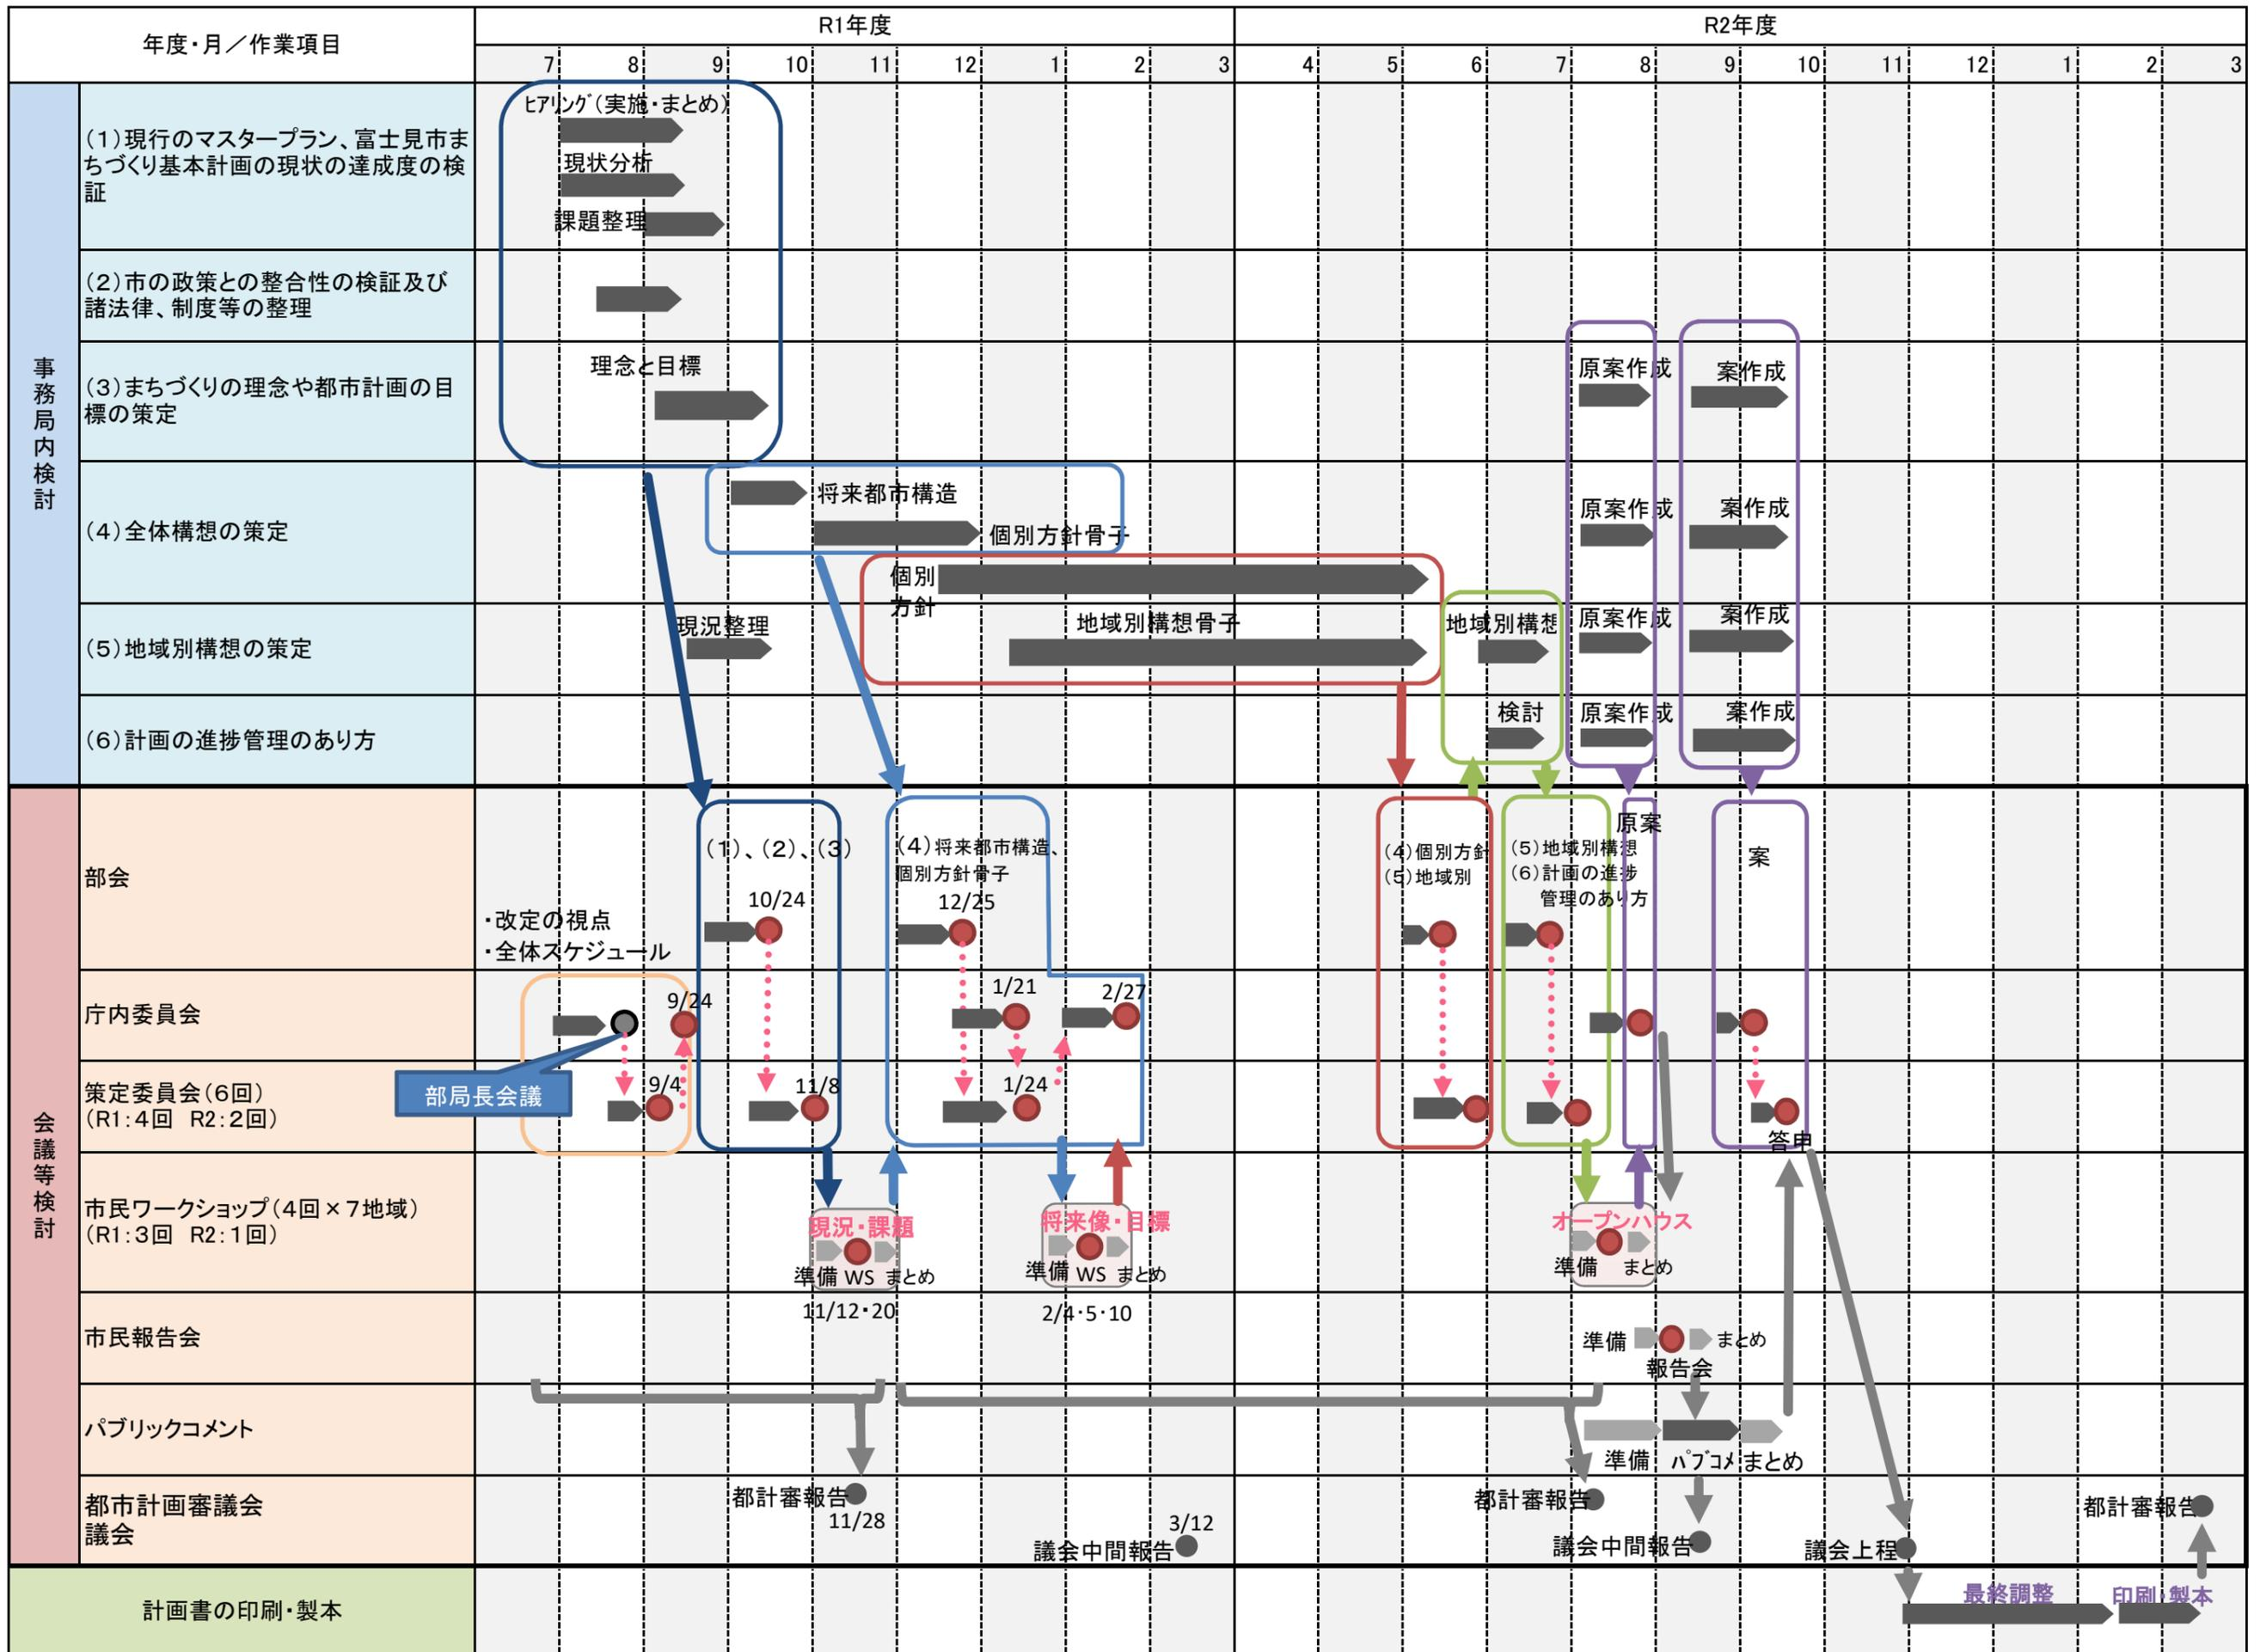 年度・月／作業項目
R1年度
R2年度
7 8 9 10 11 12 1 2 3 4 5 6 7 8 9 10 11 12 1 2 3
事務局内検討
（1）現行のマスタープラン、富士見市ま
ちづくり基本計画の現状の達成度の検
証
ﾋｱﾘﾝｸﾞ（実施・まとめ）
現状分析
課題整理
（2）市の政策との整合性の検証及び
諸法律、制度等の整理
（3）まちづくりの理念や都市計画の目
標の策定
理念と目標
原案作成
案作成
（4）全体構想の策定
将来都市構造
個別方針骨子
個別
方針
原案作成
案作成
（5）地域別構想の策定
現況整理
地域別構想骨子
地域別構想
原案作成
案作成
（6）計画の進捗管理のあり方
検討
原案作成
案作成
会議等検討
部会
・改定の視点
・全体スケジュール
（1）、（2）、（3）
10/24
（4）将来都市構造、
個別方針骨子
12/25
（4）個別方針
（5）地域別
（5）地域別構想
（6）計画の進捗
管理のあり方
原案
案
庁内委員会
9/24
1/21
2/27
部局長会議
策定委員会（6回）
（R1：4回　R2：2回）
9/4
11/8
1/24
答申
市民ワークショップ（4回×7地域）
（R1：3回　R2：1回）
現況・課題
準備 WS まとめ
11/12・20
将来像・目標
準備 WS まとめ
2/4・5・10
オープンハウス
準備 まとめ
市民報告会
準備 まとめ
報告会
パブリックコメント
準備 ﾊﾟﾌﾞｺﾒ まとめ
都市計画審議会
議会
都計審報告
11/28
議会中間報告
3/12
都計審報告
議会中間報告
議会上程
都計審報告
計画書の印刷・製本
最終調整
印刷・製本